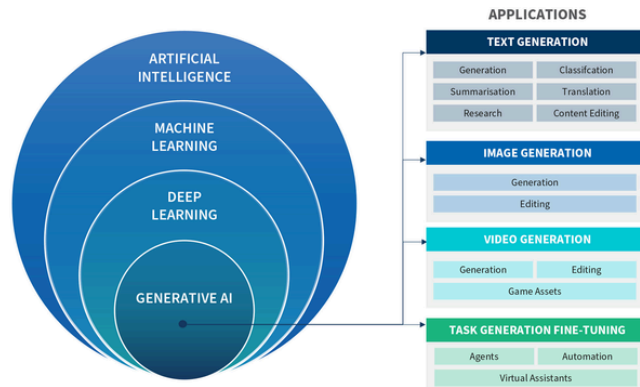 APPLICATIONS
ARTIFICIAL
INTELLIGENCE
MACHINE
LEARNING
DEEP
LEARNING
GENERATIVE AI
TEXT GENERATION
Generation
Classifcation
Summarisation
Translation
Research
Content Editing
IMAGE GENERATION
Generation
Editing
VIDEO GENERATION
Generation
Editing
Game Assets
TASK GENERATION FINE-TUNING
Agents
Automation
Virtual Assistants